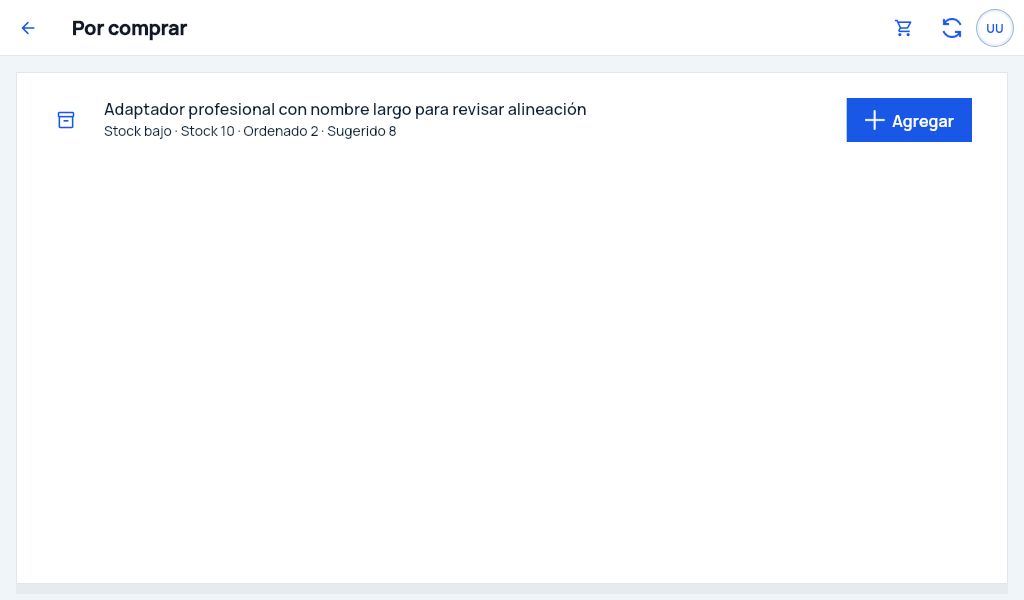 Por comprar
UU
Adaptador profesional con nombre largo para revisar alineación
Stock bajo · Stock 10 · Ordenado 2 · Sugerido 8
Agregar